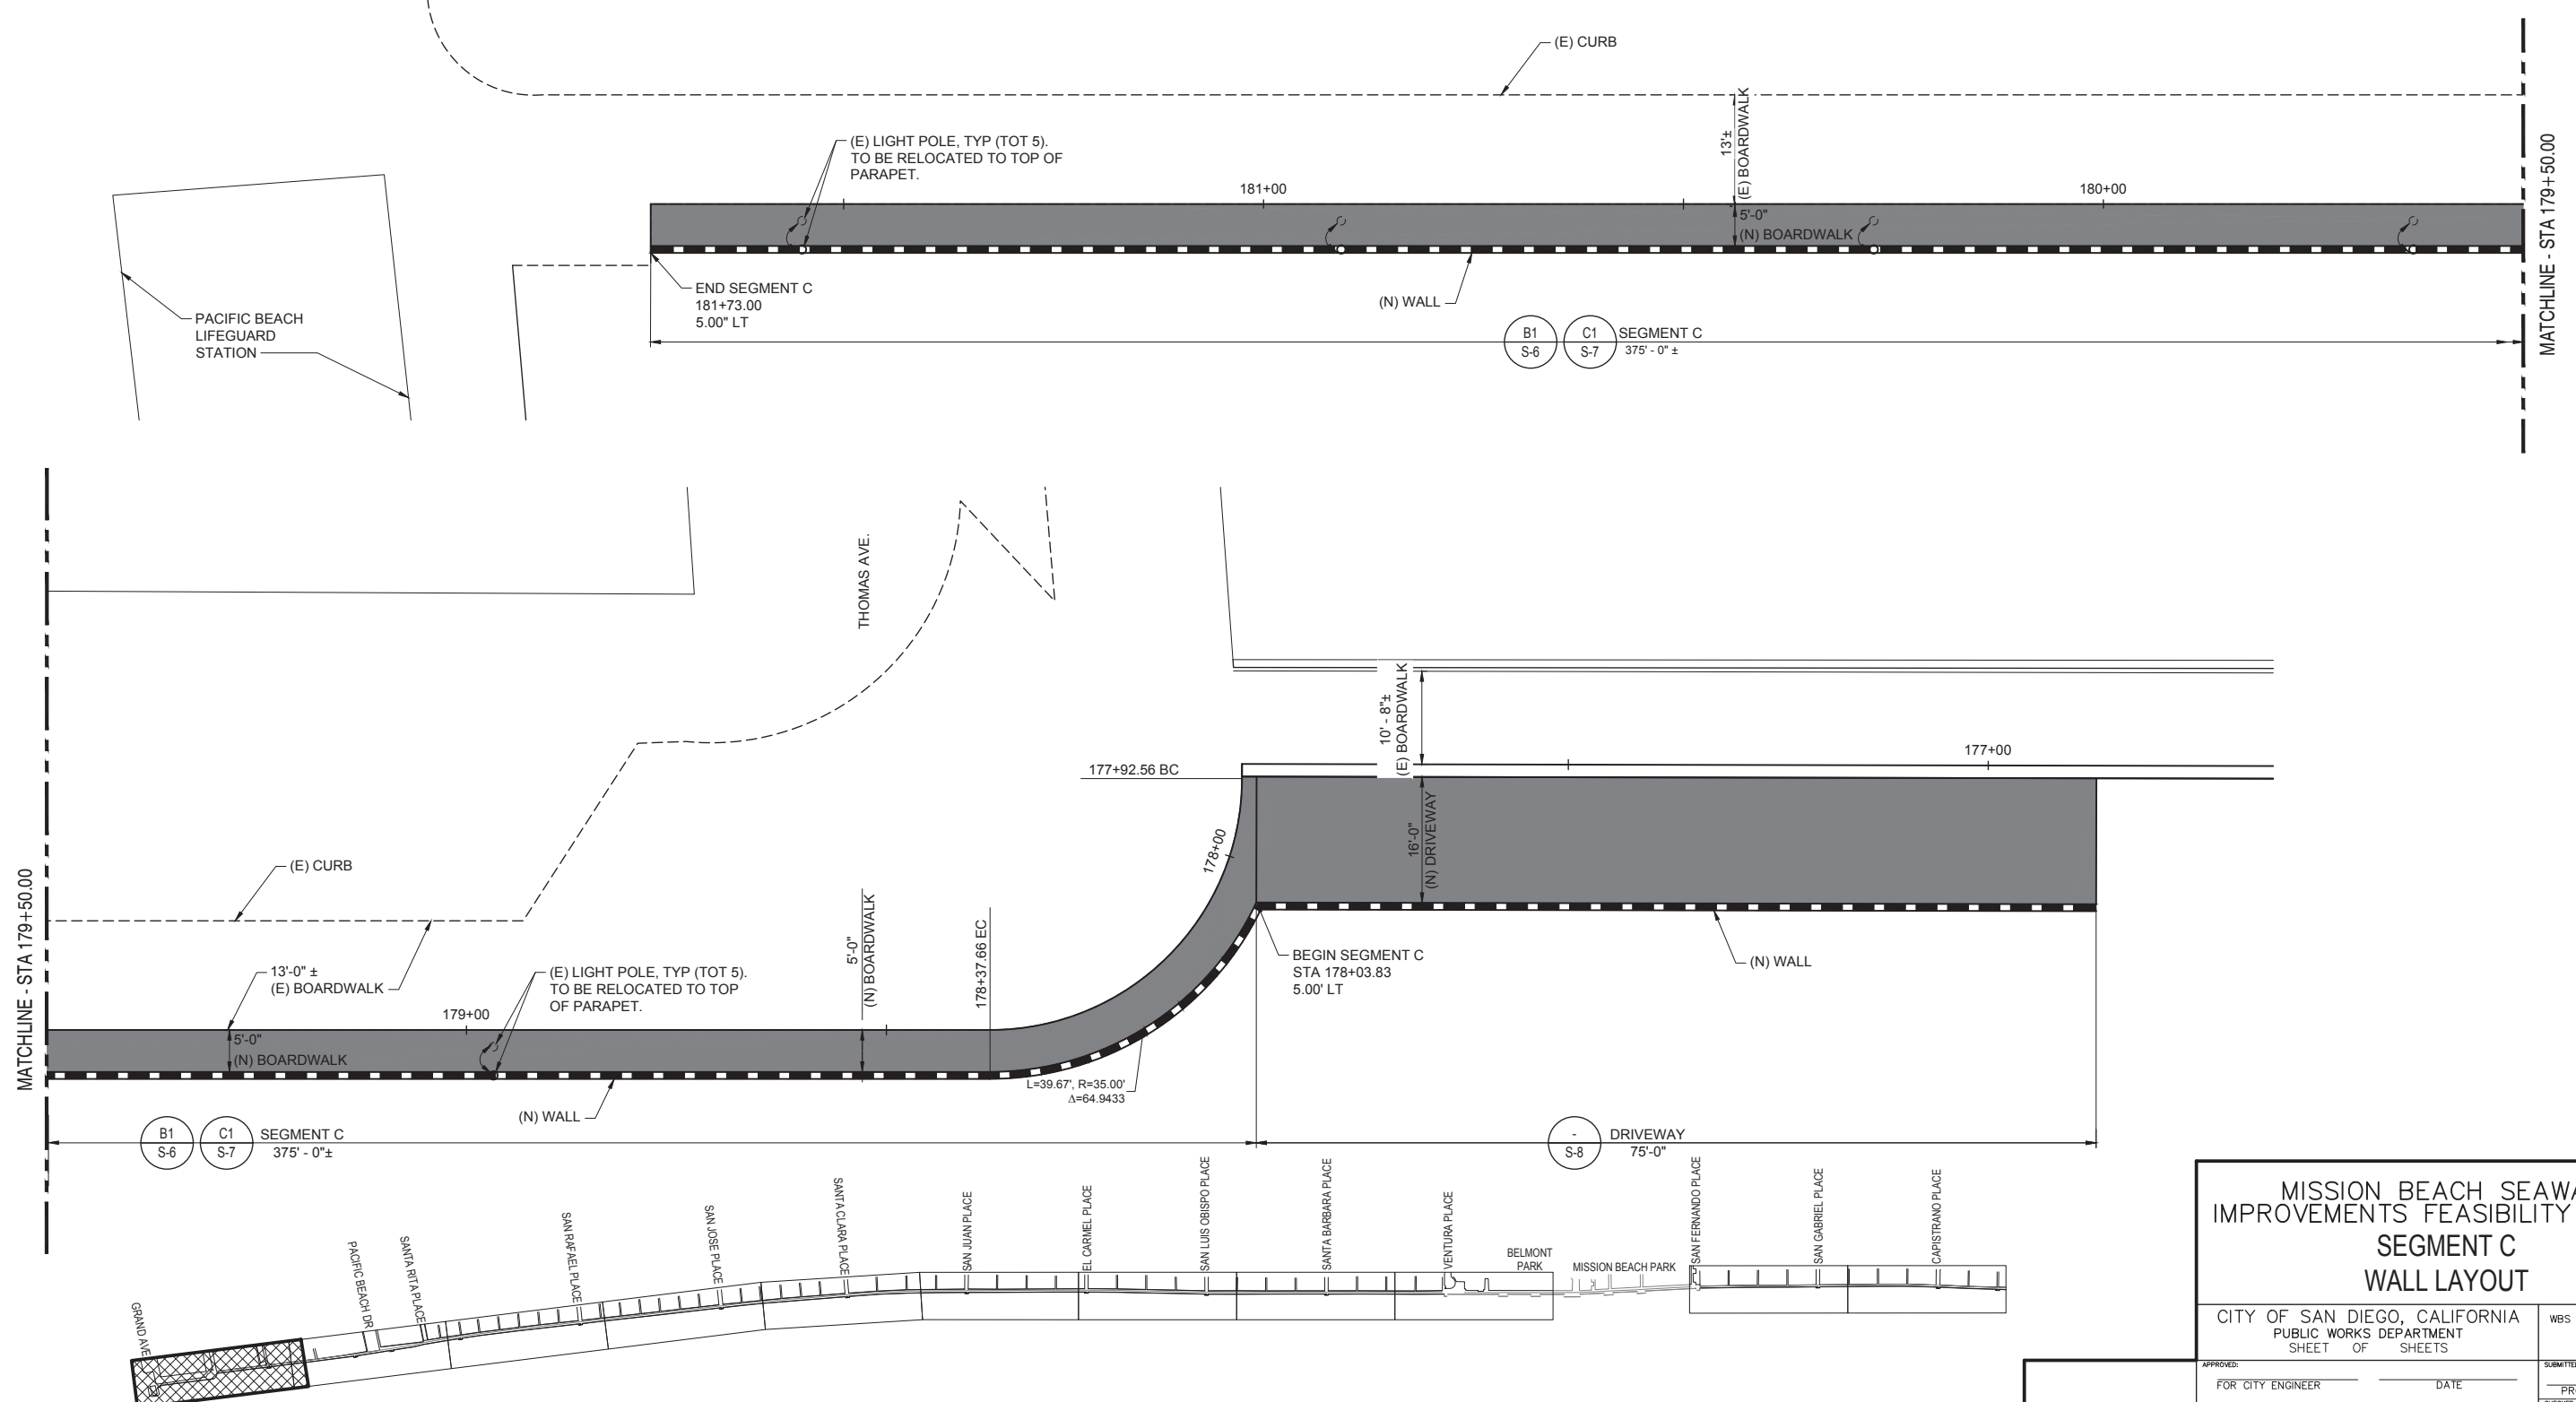 (E) CURB
13'±
(E) BOARDWALK
(E) LIGHT POLE, TYP (TOT 5).
TO BE RELOCATED TO TOP OF
PARAPET.
181+00
180+00
5'-0"
(N) BOARDWALK
MATCHLINE - STA 179+50.00
END SEGMENT C
181+73.00
5.00" LT
(N) WALL
PACIFIC BEACH
LIFEGUARD
STATION
B1
S-6
C1
S-7
SEGMENT C
375' - 0" ±
THOMAS AVE.
10' - 8"±
(E) BOARDWALK
177+00
177+92.56 BC
178+00
16'-0"
(N) DRIVEWAY
MATCHLINE - STA 179+50.00
(E) CURB
13'-0" ±
(E) BOARDWALK
(E) LIGHT POLE, TYP (TOT 5).
TO BE RELOCATED TO TOP
OF PARAPET.
5'-0"
(N) BOARDWALK
178+37.66 EC
BEGIN SEGMENT C
STA 178+03.83
5.00' LT
(N) WALL
179+00
5'-0"
(N) BOARDWALK
L=39.67', R=35.00'
Δ=64.9433
(N) WALL
B1
S-6
C1
S-7
SEGMENT C
375' - 0"±
-
S-8
DRIVEWAY
75'-0"
GRAND AVE
PACIFIC BEACH DR
SANTA RITA PLACE
SAN RAFAEL PLACE
SAN JOSE PLACE
SANTA CLARA PLACE
SAN JUAN PLACE
EL CARMEL PLACE
SAN LUIS OBISPO PLACE
SANTA BARBARA PLACE
VENTURA PLACE
BELMONT
PARK
MISSION BEACH PARK
SAN FERNANDO PLACE
SAN GABRIEL PLACE
CAPISTRANO PLACE
MISSION BEACH SEAWA
IMPROVEMENTS FEASIBILITY
SEGMENT C
WALL LAYOUT
CITY OF SAN DIEGO, CALIFORNIA
PUBLIC WORKS DEPARTMENT
SHEET OF SHEETS
WBS
APPROVED:
FOR CITY ENGINEER
DATE
SUBMITTE
PR